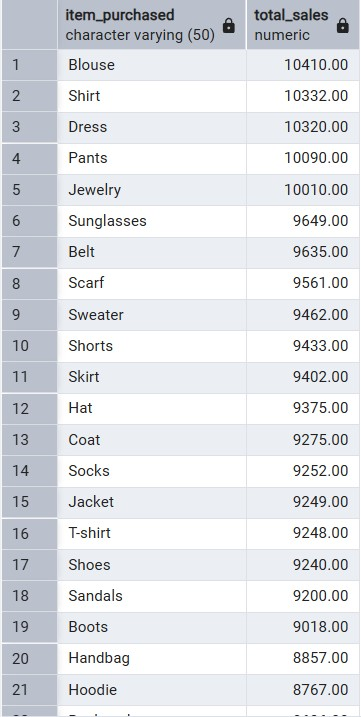 item_purchased total_sales
character varying (50) numeric
1 Blouse 10410.00
2 Shirt 10332.00
3 Dress 10320.00
4 Pants 10090.00
5 Jewelry 10010.00
6 Sunglasses 9649.00
7 Belt 9635.00
8 Scarf 9561.00
9 Sweater 9462.00
10 Shorts 9433.00
11 Skirt 9402.00
12 Hat 9375.00
13 Coat 9275.00
14 Socks 9252.00
15 Jacket 9249.00
16 T-shirt 9248.00
17 Shoes 9240.00
18 Sandals 9200.00
19 Boots 9018.00
20 Handbag 8857.00
21 Hoodie 8767.00